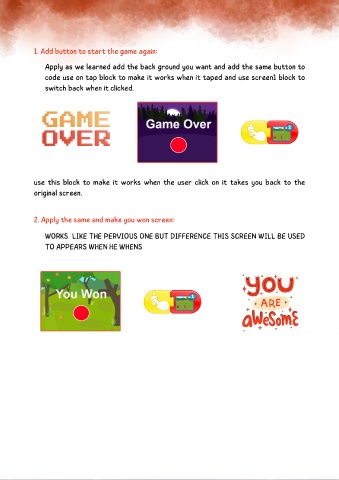 1. Add button to start the game again:
Apply as we learned add the back ground you want and add the same button to
code use on tap block to make it works when it taped and use screen1 block to
switch back when it clicked.
GAME
OVER
Game Over
use this block to make it works when the user click on it takes you back to the
original screen.
2. Apply the same and make you won screen:
WORKS LIKE THE PERVIOUS ONE BUT DIFFERENCE THIS SCREEN WILL BE USED
TO APPEARS WHEN HE WHENS
You Won
YOU
ARE
aWeSomE